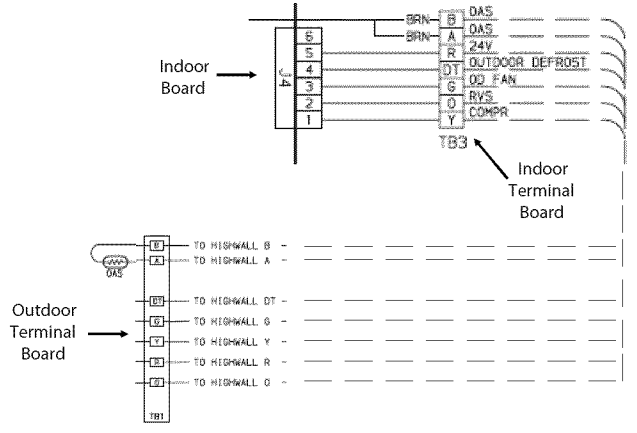 BRN B OAS
BRN A OAS
6
5 R 24V
Indoor Board
J4
4 DT OUTDOOR DEFROST
3 G OD FAN
2 O RVS
1 Y COMPR
TB3
Indoor Terminal Board
B TO HIGHWALL B
A TO HIGHWALL A
OAS
DT TO HIGHWALL DT
Outdoor Terminal Board
G TO HIGHWALL G
Y TO HIGHWALL Y
R TO HIGHWALL R
O TO HIGHWALL O
TB1